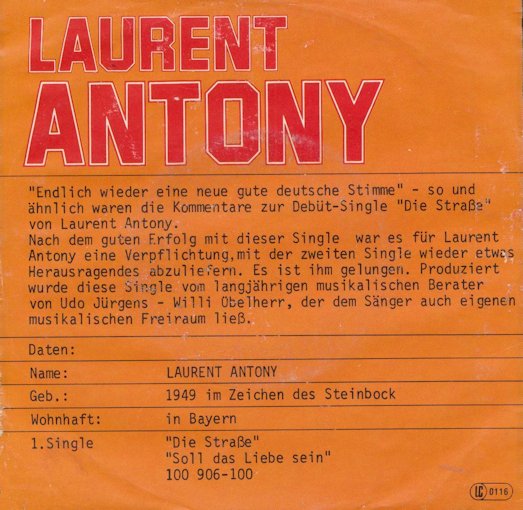 LAURENT
ANTONY
"Endlich wieder eine neue gute deutsche Stimme" - so und
ähnlich waren die Kommentare zur Debüt-Single "Die Straße"
von Laurent Antony.
Nach dem guten Erfolg mit dieser Single war es für Laurent
Antony eine Verpflichtung,mit der zweiten Single wieder etwas
Herausragendes abzuliefern. Es ist ihm gelungen. Produziert
wurde diese Single vom langjährigen musikalischen Berater
von Udo Jürgens - Willi Obelherr, der dem Sänger auch eigenen
musikalischen Freiraum ließ.
Daten:
Name: LAURENT ANTONY
Geb.: 1949 im Zeichen des Steinbock
Wohnhaft: in Bayern
1.Single "Die Straße"
"Soll das Liebe sein"
100 906-100
LC 0116